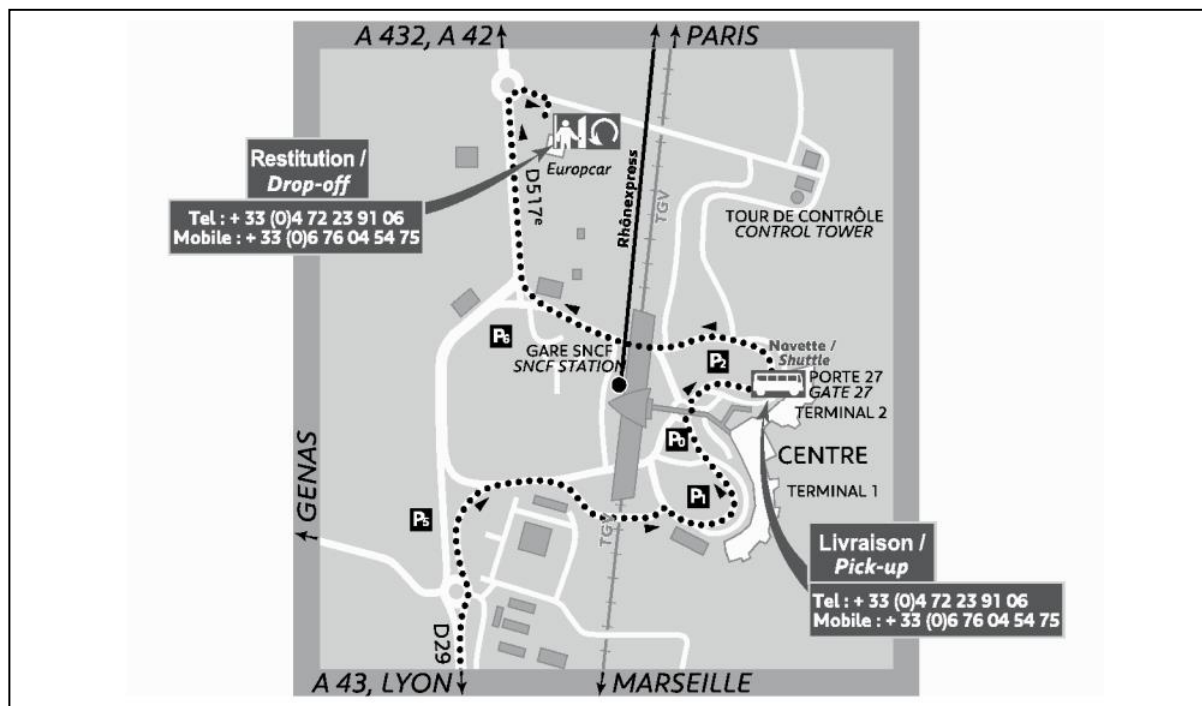 A 432, A 42
PARIS
Restitution /
Drop-off
Tel : + 33 (0)4 72 23 91 06
Mobile : + 33 (0)6 76 04 54 75
Europcar
D517e
Rhônexpress
TGV
TOUR DE CONTRÔLE
CONTROL TOWER
P6
GARE SNCF
SNCF STATION
P2
Navette /
Shuttle
PORTE 27
GATE 27
TERMINAL 2
P0
CENTRE
GENAS
P5
P1
TERMINAL 1
TGV
Livraison /
Pick-up
Tel : + 33 (0)4 72 23 91 06
Mobile : + 33 (0)6 76 04 54 75
D29
A 43, LYON
MARSEILLE